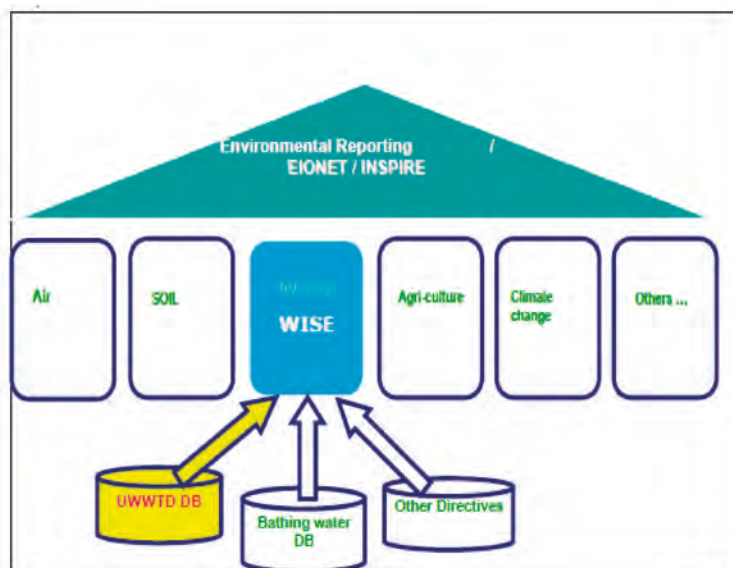 Environmental Reporting /
EIONET / INSPIRE
Air
SOIL
WISE
Agri-culture
Climate
change
Others ...
UWWTD DB
Bathing water
DB
Other Directives